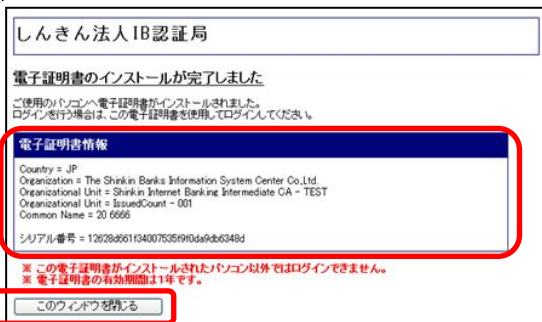 しんきん法人IB認証局
電子証明書のインストールが完了しました
ご使用のパソコンへ電子証明書がインストールされました。
ログインを行う場合は、この電子証明書を使用してログインしてください。
電子証明書情報
Country = JP
Organization = The Shinkin Banks Information System Center Co.,Ltd.
Organizational Unit = Shinkin Internet Banking Intermediate CA - TEST
Organizational Unit = IssuedCount - 001
Common Name = 20 6666
シリアル番号 = 12628d661f34007535f9f0da9db6348d
※ この電子証明書がインストールされたパソコン以外ではログインできません。
※ 電子証明書の有効期間は1年です。
このウィンドウを閉じる